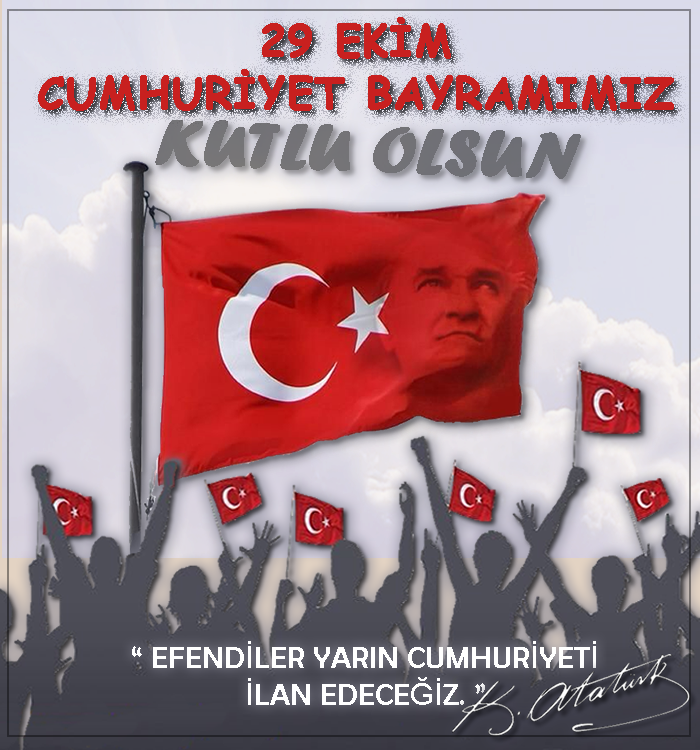 29 EKİM
CUMHURİYET BAYRAMIMIZ
KUTLU OLSUN
“ EFENDİLER YARIN CUMHURİYETİ
İLAN EDECEĞİZ. ”
K. Atatürk